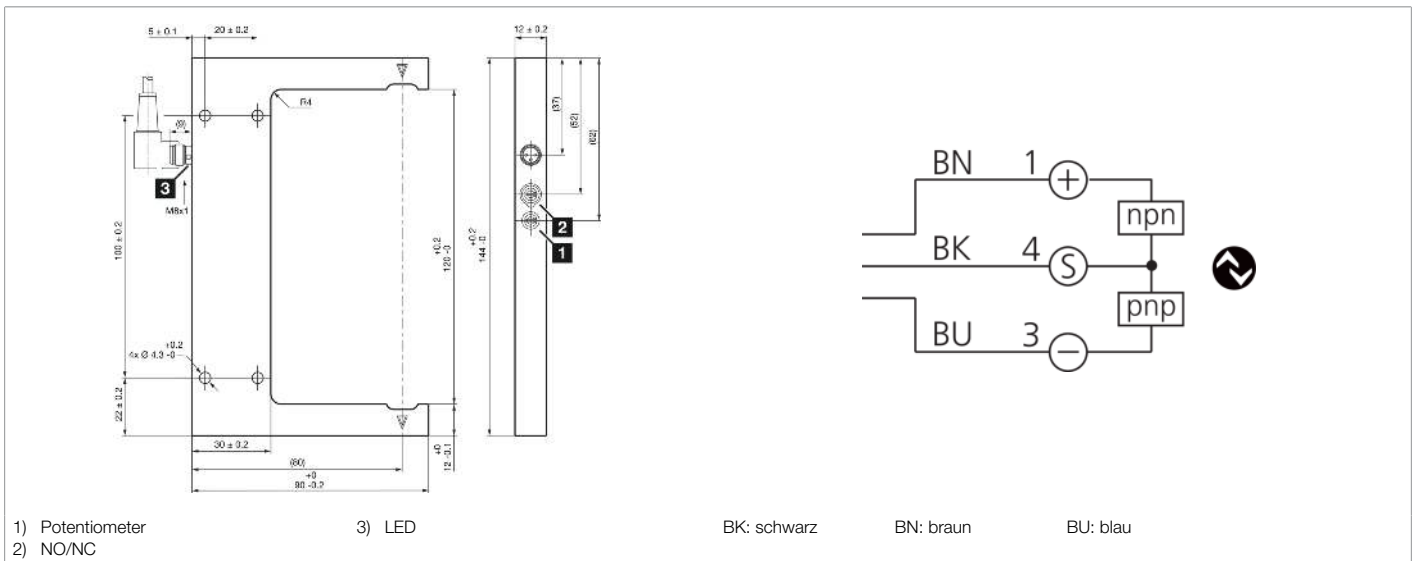 5 ± 0.1
20 ± 0.2
12 ± 0.2
R4
(9)
(37)
(52)
(62)
3
M8x1
2
1
100 ± 0.2
+0.2
120 -0
+0.2
144 -0
+0.2
4x Ø 4.3 -0
22 ± 0.2
30 ± 0.2
+0
12 -0.1
(80)
+0
90 -0.2
BN 1 +
npn
BK 4 S
pnp
BU 3 −
1) Potentiometer 3) LED BK: schwarz BN: braun BU: blau
2) NO/NC